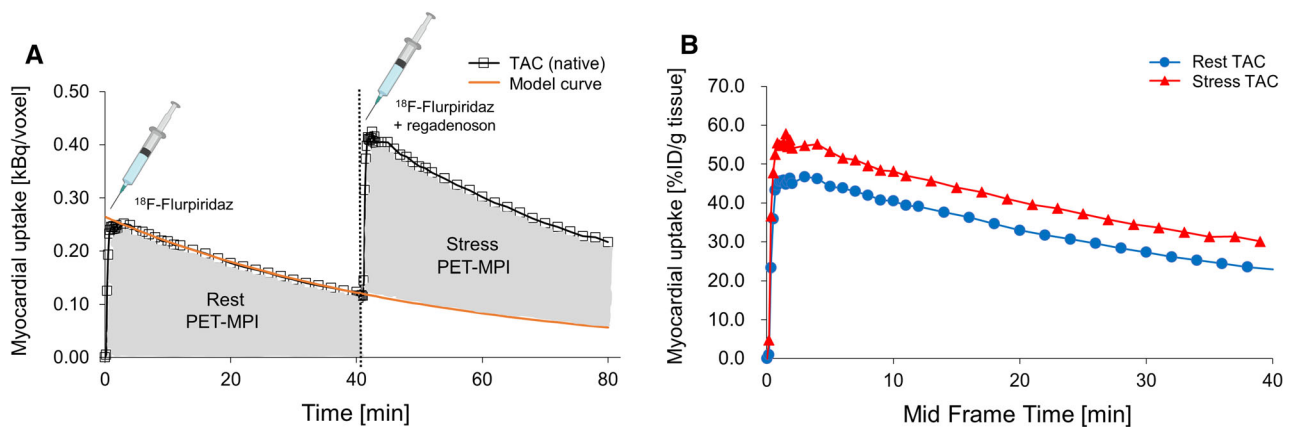 A
Myocardial uptake [kBq/voxel]
0.50
0.40
0.30
0.20
0.10
0.00
0
20
40
60
80
Time [min]
TAC (native)
Model curve
¹⁸F-Flurpiridaz
¹⁸F-Flurpiridaz
+ regadenoson
Rest
PET-MPI
Stress
PET-MPI
B
Myocardial uptake [%ID/g tissue]
70.0
60.0
50.0
40.0
30.0
20.0
10.0
0.0
0
10
20
30
40
Mid Frame Time [min]
Rest TAC
Stress TAC